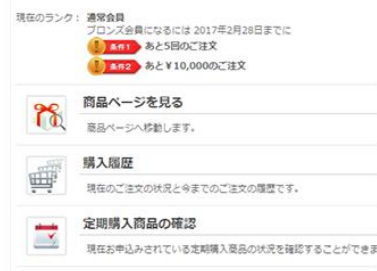 現在のランク: 通常会員
ブロンズ会員になるには 2017年2月28日までに
条件1 あと5回のご注文
条件2 あと¥10,000のご注文
商品ページを見る
商品ページへ移動します。
購入履歴
現在のご注文の状況と今までのご注文の履歴です。
定期購入商品の確認
現在お申込みされている定期購入商品の状況を確認することができま